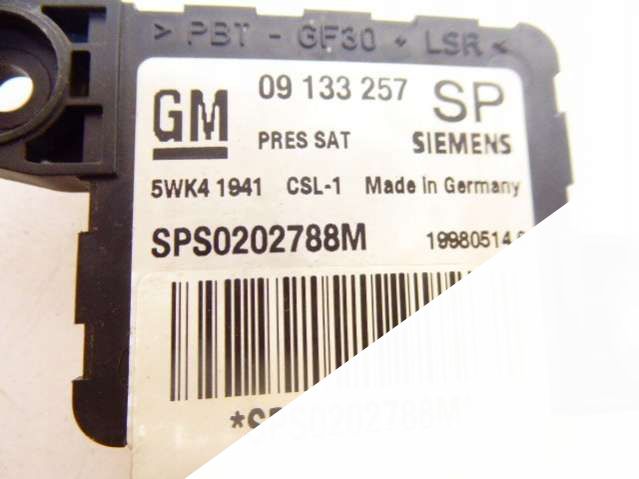 > PBT - GF30 + LSR <
GM 09 133 257 SP
PRES SAT SIEMENS
5WK4 1941 CSL-1 Made in Germany
SPS0202788M 19980514
*SPS0202788M